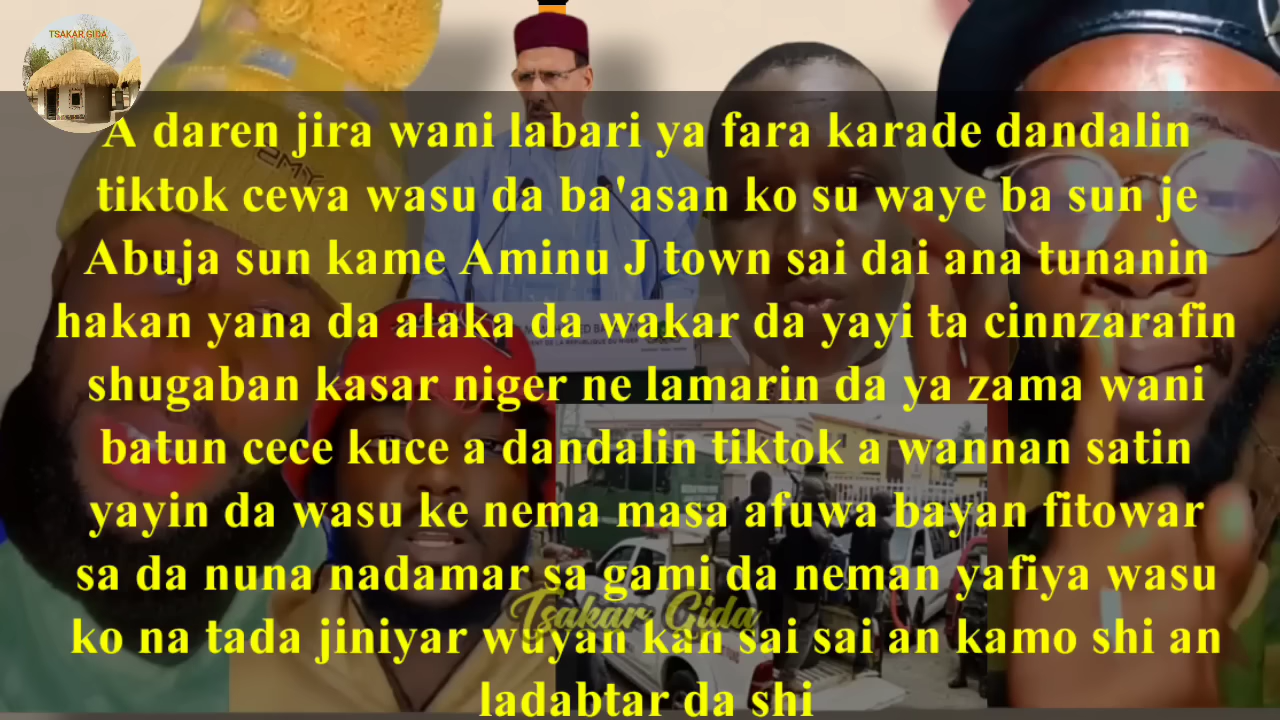 TSAKAR GIDA
A daren jira wani labari ya fara karade dandalin
tiktok cewa wasu da ba'asan ko su waye ba sun je
Abuja sun kame Aminu J town sai dai ana tunanin
hakan yana da alaka da wakar da yayi ta cinnzarafin
shugaban kasar niger ne lamarin da ya zama wani
batun cece kuce a dandalin tiktok a wannan satin
yayin da wasu ke nema masa afuwa bayan fitowar
sa da nuna nadamar sa gami da neman yafiya wasu
ko na tada jiniyar wuyan kan sai sai an kamo shi an
ladabtar da shi
Tsakar Gida
2MY